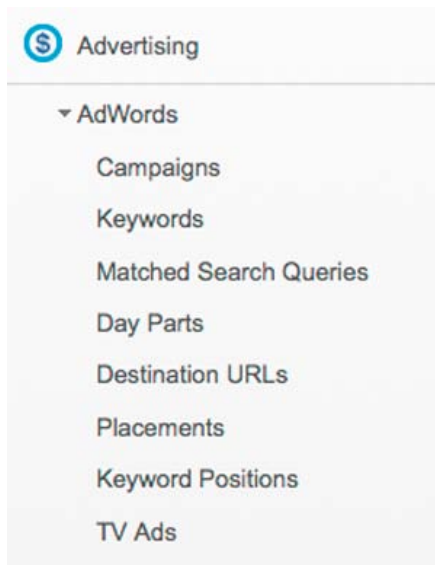 $ Advertising
AdWords
Campaigns
Keywords
Matched Search Queries
Day Parts
Destination URLs
Placements
Keyword Positions
TV Ads